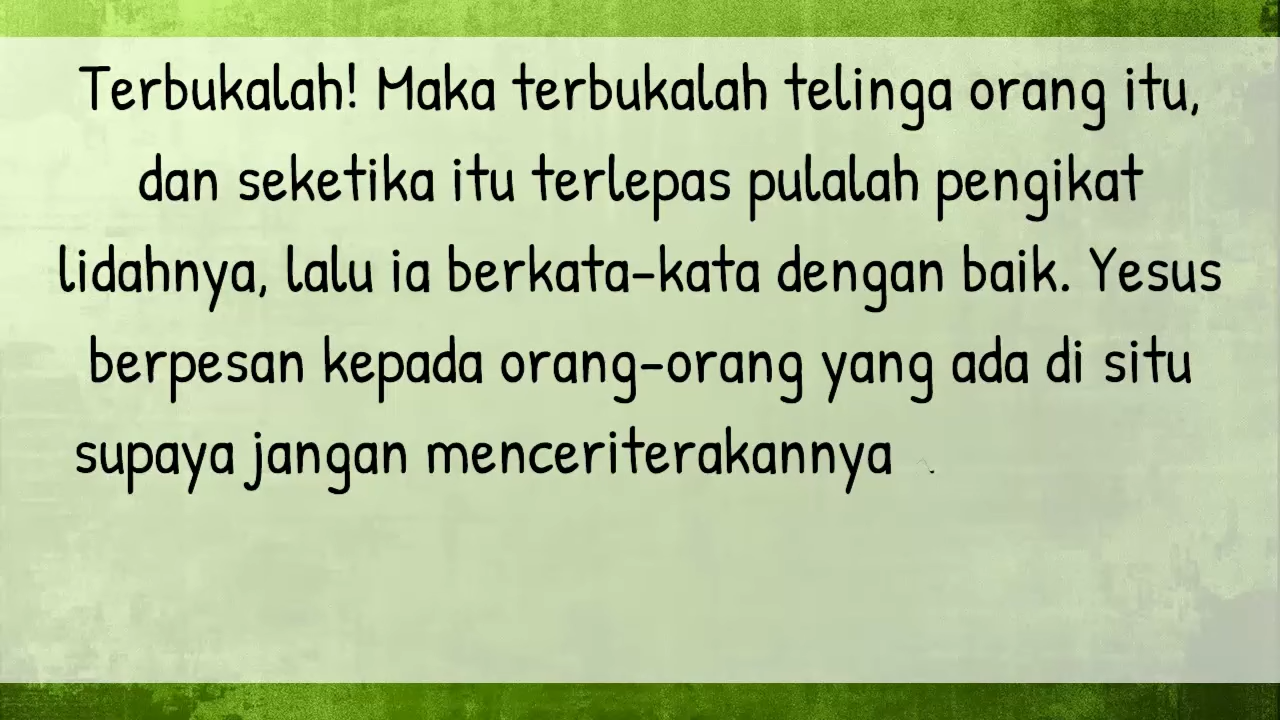 Terbukalah! Maka terbukalah telinga orang itu,
dan seketika itu terlepas pulalah pengikat
lidahnya, lalu ia berkata-kata dengan baik. Yesus
berpesan kepada orang-orang yang ada di situ
supaya jangan menceriterakannya